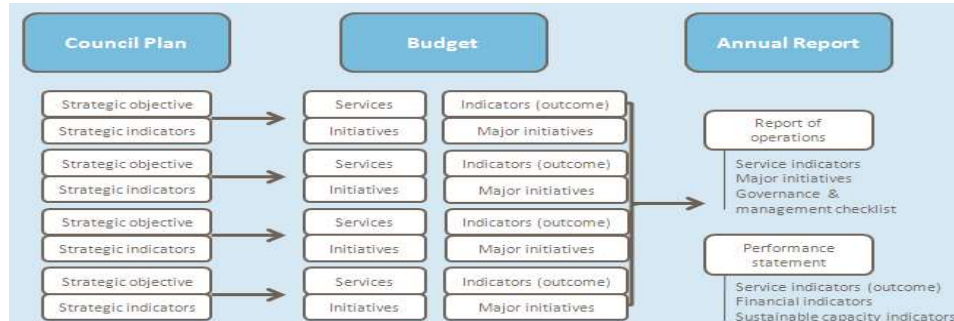 Council Plan
Budget
Annual Report
Strategic objective
Strategic indicators
Services
Initiatives
Indicators (outcome)
Major initiatives
Strategic objective
Strategic indicators
Services
Initiatives
Indicators (outcome)
Major initiatives
Strategic objective
Strategic indicators
Services
Initiatives
Indicators (outcome)
Major initiatives
Strategic objective
Strategic indicators
Services
Initiatives
Indicators (outcome)
Major initiatives
Report of
operations
Service indicators
Major initiatives
Governance &
management checklist
Performance
statement
Service indicators (outcome)
Financial indicators
Sustainable capacity indicators